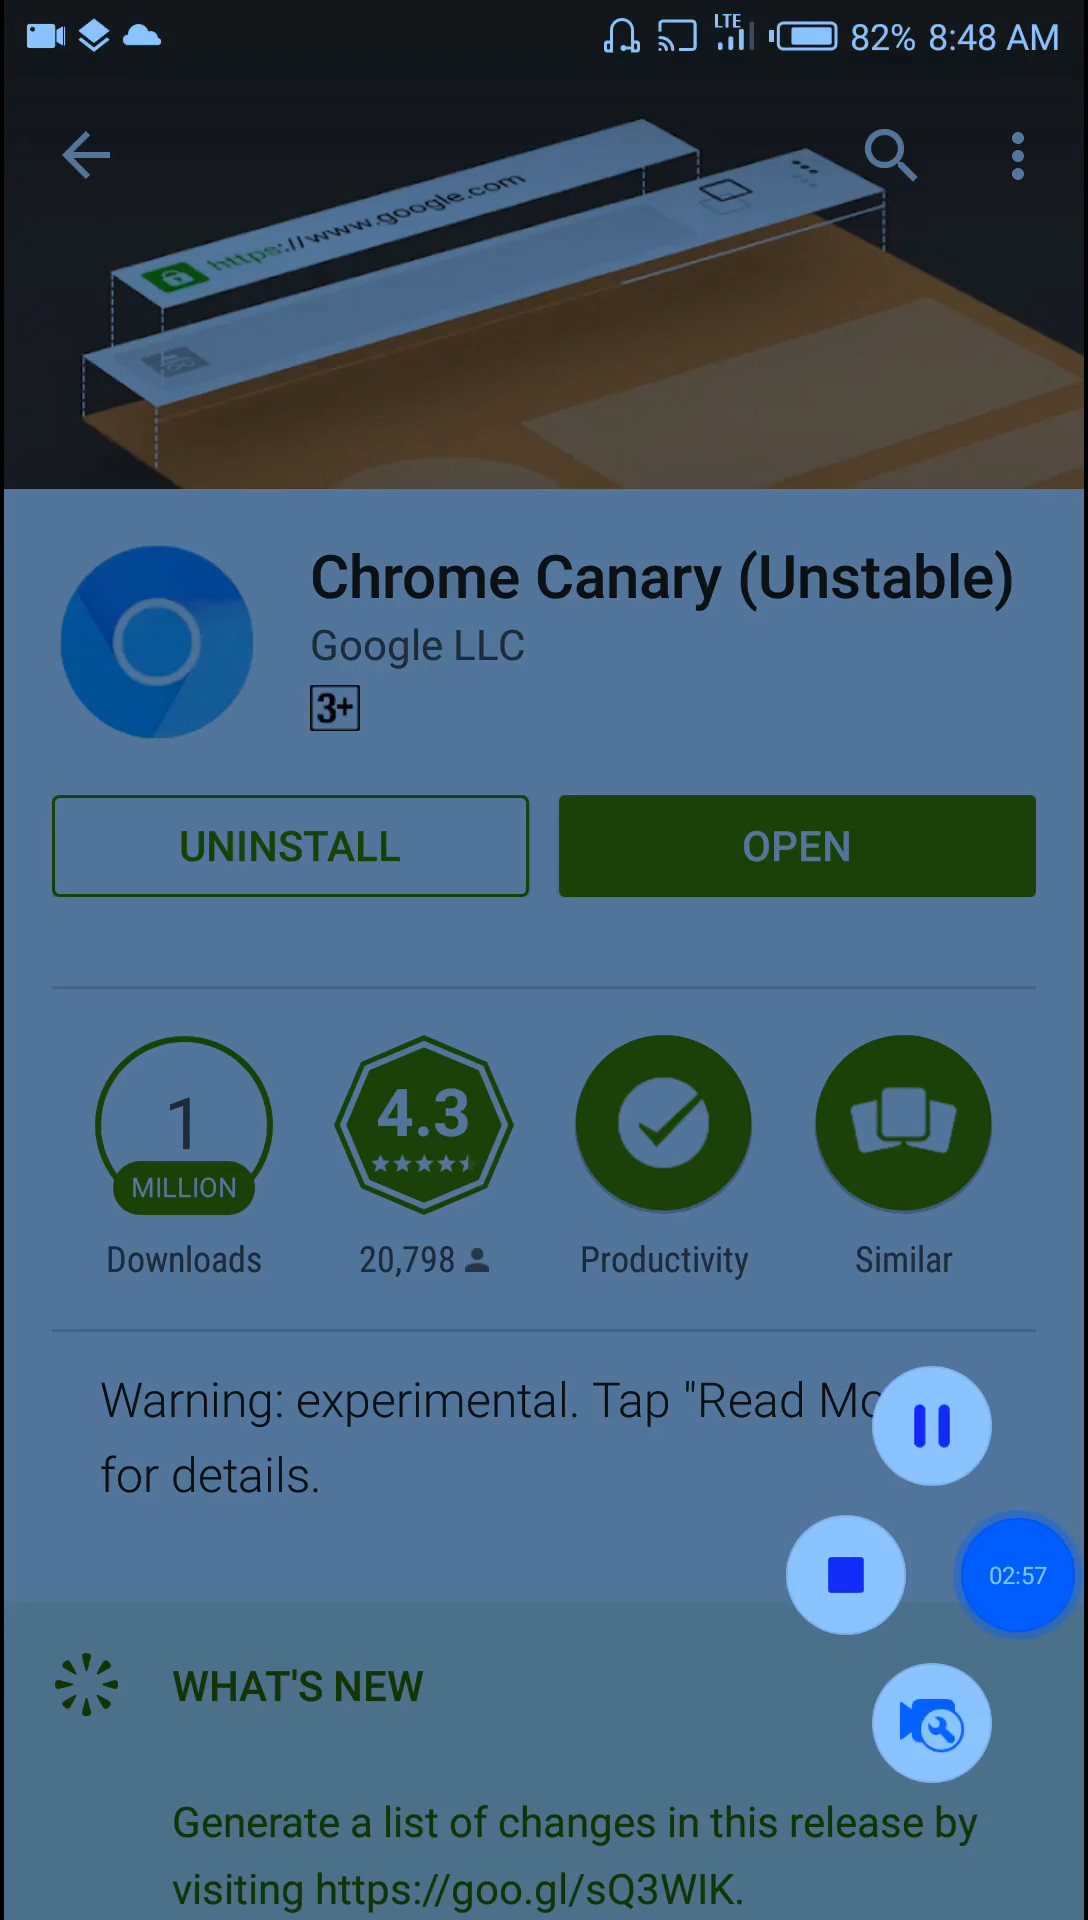 LTE
82% 8:48 AM
https://www.google.com
Chrome Canary (Unstable)
Google LLC
3+
UNINSTALL
OPEN
1
MILLION
Downloads
4.3
20,798
Productivity
Similar
Warning: experimental. Tap "Read Mo
for details.
02:57
WHAT'S NEW
Generate a list of changes in this release by
visiting https://goo.gl/sQ3WIK.